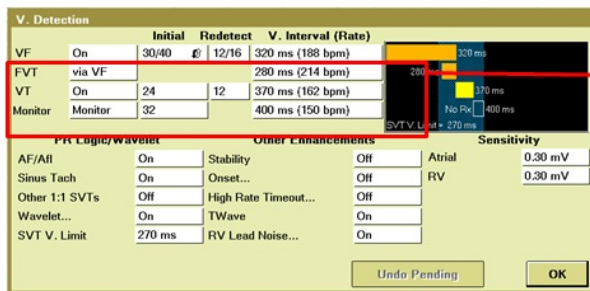 V. Detection
Initial Redetect V. Interval (Rate)
VF On 30/40 12/16 320 ms (188 bpm) 320 ms
FVT via VF 280 ms (214 bpm) 280 ms
VT On 24 12 370 ms (162 bpm) 370 ms
Monitor Monitor 32 400 ms (150 bpm) No Rx 400 ms
SVT V. Limit = 270 ms
PR Logic/Wavelet Other Enhancements Sensitivity
AF/Afl On Stability Off Atrial 0.30 mV
Sinus Tach On Onset... Off RV 0.30 mV
Other 1:1 SVTs Off High Rate Timeout... Off
Wavelet... On TWave On
SVT V. Limit 270 ms RV Lead Noise... On
Undo Pending OK